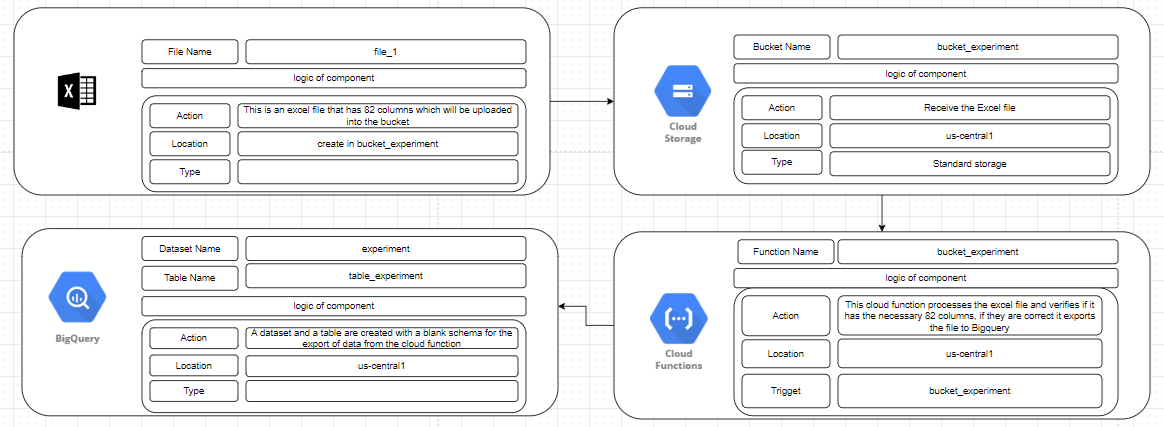 File Name
file_1
logic of component
Action
This is an excel file that has 82 columns which will be uploaded
into the bucket
Location
create in bucket_experiment
Type
Cloud
Storage
Bucket Name
bucket_experiment
logic of component
Action
Receive the Excel file
Location
us-central1
Type
Standard storage
BigQuery
Dataset Name
experiment
Table Name
table_experiment
logic of component
Action
A dataset and a table are created with a blank schema for the
export of data from the cloud function
Location
us-central1
Type
Cloud
Functions
Function Name
bucket_experiment
logic of component
Action
This cloud function processes the excel file and verifies if it
has the necessary 82 columns, if they are correct it exports
the file to Bigquery
Location
us-central1
Trigget
bucket_experiment